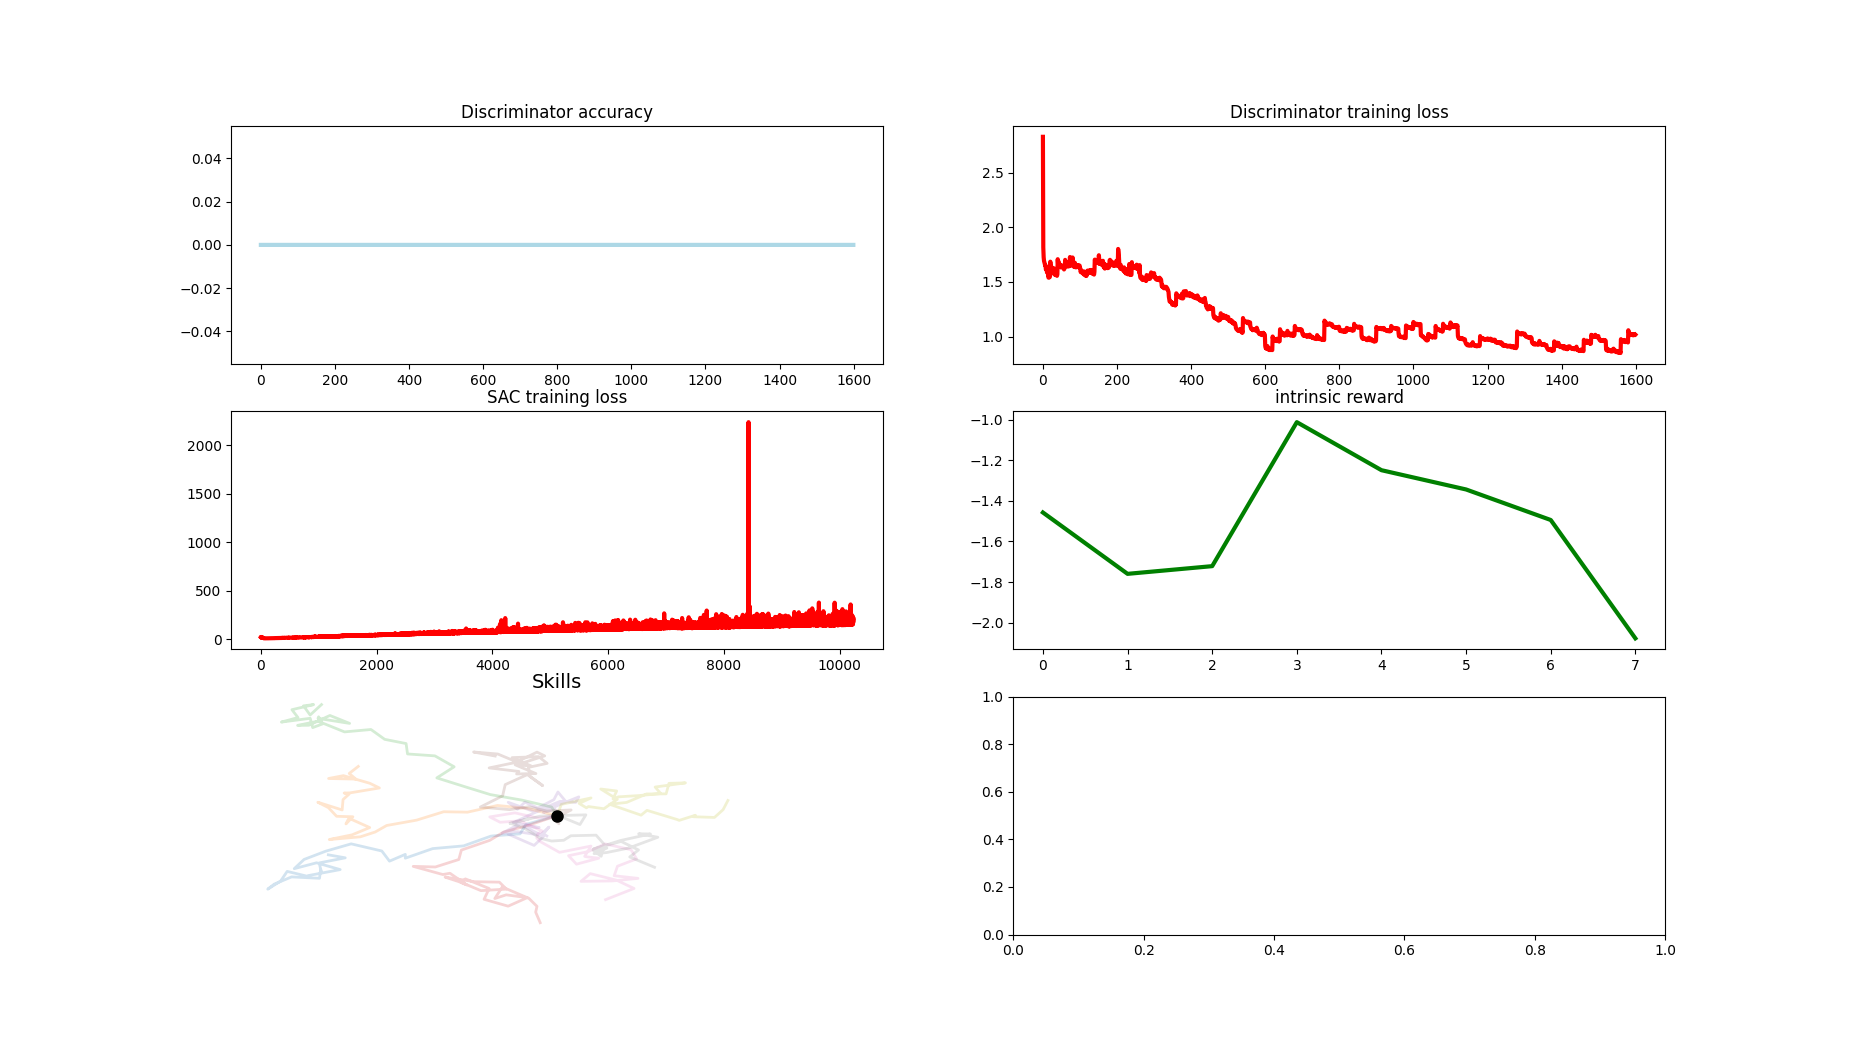 Discriminator accuracy
0.04
0.02
0.00
−0.02
−0.04
0 200 400 600 800 1000 1200 1400 1600
Discriminator training loss
2.5
2.0
1.5
1.0
0 200 400 600 800 1000 1200 1400 1600
SAC training loss
2000
1500
1000
500
0
0 2000 4000 6000 8000 10000
intrinsic reward
−1.0
−1.2
−1.4
−1.6
−1.8
−2.0
0 1 2 3 4 5 6 7
Skills
1.0
0.8
0.6
0.4
0.2
0.0
0.0 0.2 0.4 0.6 0.8 1.0